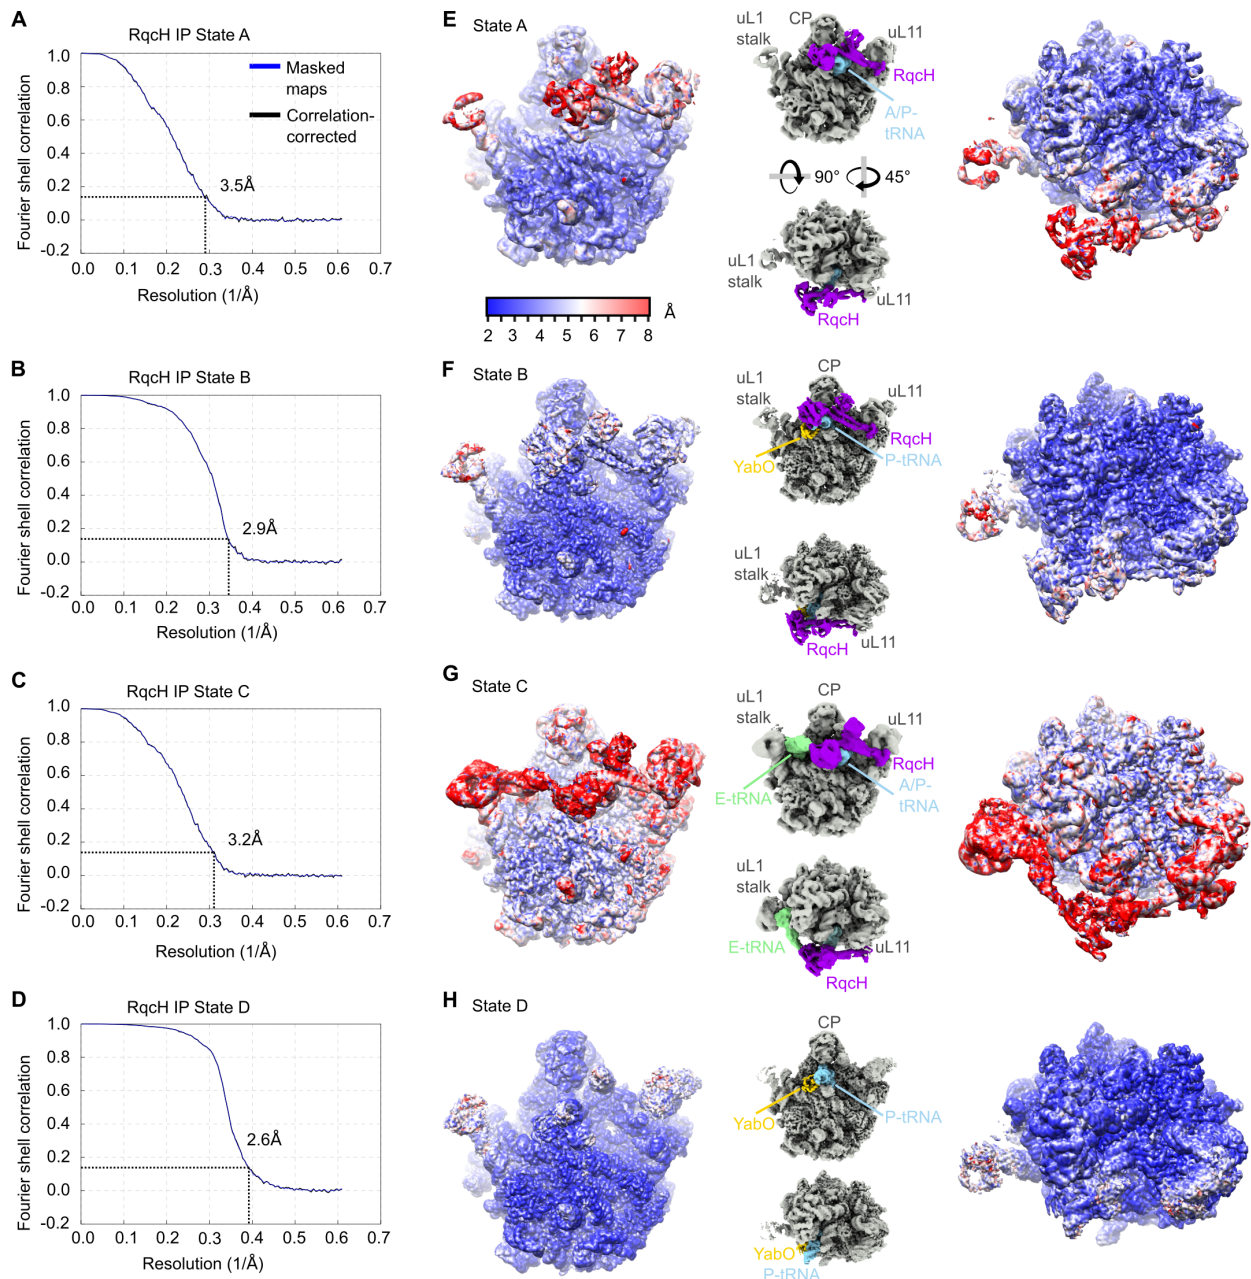 A
RqcH IP State A
1.0
0.8
0.6
0.4
0.2
0.0
-0.2
Fourier shell correlation
Masked
maps
Correlation-
corrected
3.5Å
0.0 0.1 0.2 0.3 0.4 0.5 0.6 0.7
Resolution (1/Å)
B
RqcH IP State B
1.0
0.8
0.6
0.4
0.2
0.0
-0.2
Fourier shell correlation
2.9Å
0.0 0.1 0.2 0.3 0.4 0.5 0.6 0.7
Resolution (1/Å)
C
RqcH IP State C
1.0
0.8
0.6
0.4
0.2
0.0
-0.2
Fourier shell correlation
3.2Å
0.0 0.1 0.2 0.3 0.4 0.5 0.6 0.7
Resolution (1/Å)
D
RqcH IP State D
1.0
0.8
0.6
0.4
0.2
0.0
-0.2
Fourier shell correlation
2.6Å
0.0 0.1 0.2 0.3 0.4 0.5 0.6 0.7
Resolution (1/Å)
E
State A
2 3 4 5 6 7 8
Å
uL1
stalk
CP
uL11
RqcH
A/P-
tRNA
90°
45°
uL1
stalk
uL11
RqcH
F
State B
uL1
stalk
CP
uL11
RqcH
YabO
P-tRNA
uL1
stalk
RqcH
uL11
G
State C
uL1
stalk
CP
uL11
RqcH
E-tRNA
A/P-
tRNA
uL1
stalk
E-tRNA
uL11
RqcH
H
State D
CP
YabO
P-tRNA
YabO
P-tRNA